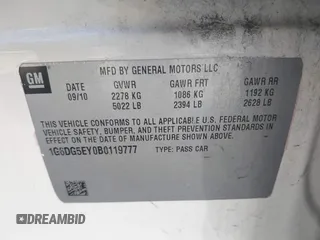 GM
MFD BY GENERAL MOTORS LLC
DATE GVWR GAWR FRT GAWR RR
09/10 2278 KG 1086 KG 1192 KG
5022 LB 2394 LB 2628 LB
THIS VEHICLE CONFORMS TO ALL APPLICABLE U.S. FEDERAL MOTOR
VEHICLE SAFETY, BUMPER, AND THEFT PREVENTION STANDARDS IN
EFFECT ON THE DATE OF MANUFACTURE SHOWN ABOVE.
1G6DG5EY0B0119777 TYPE: PASS CAR